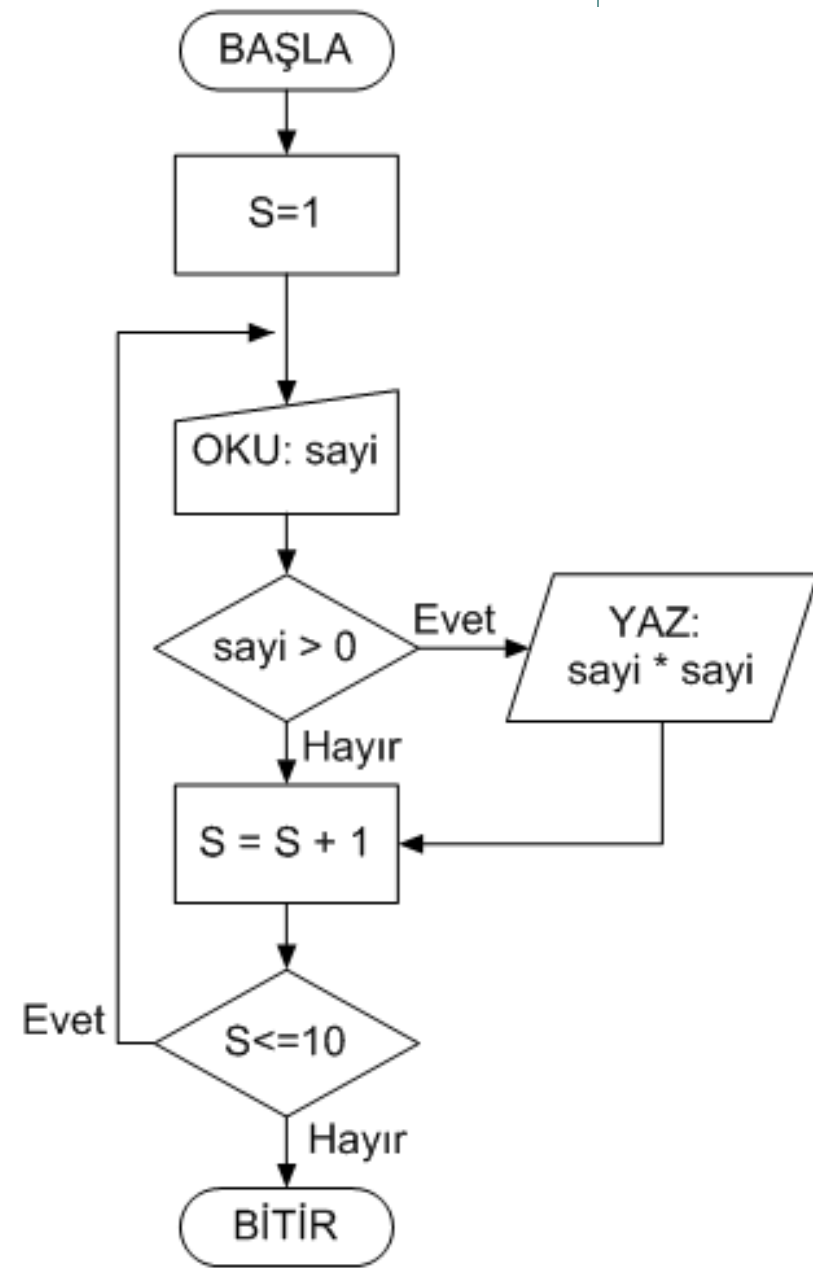 BAŞLA
S=1
OKU: sayi
sayi > 0
Evet
YAZ:
sayi * sayi
Hayır
S = S + 1
Evet
S<=10
Hayır
BİTİR